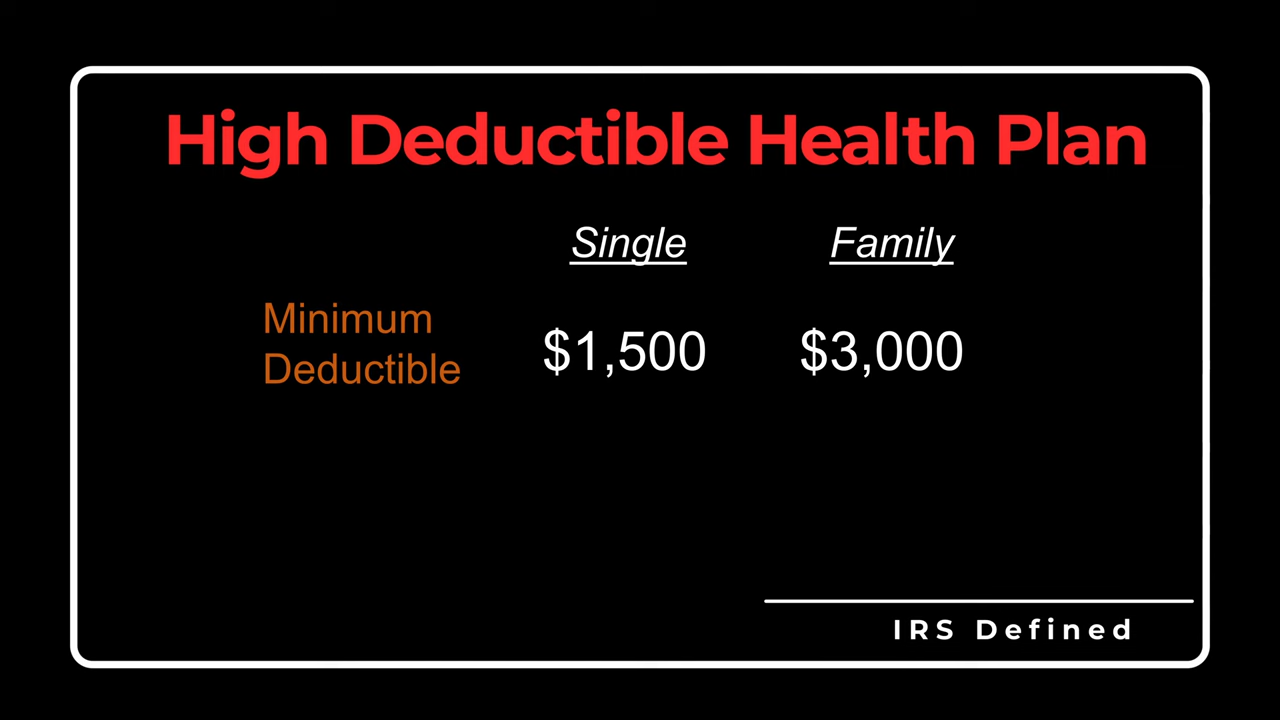 High Deductible Health Plan
Single Family
Minimum
Deductible
$1,500 $3,000
IRS Defined